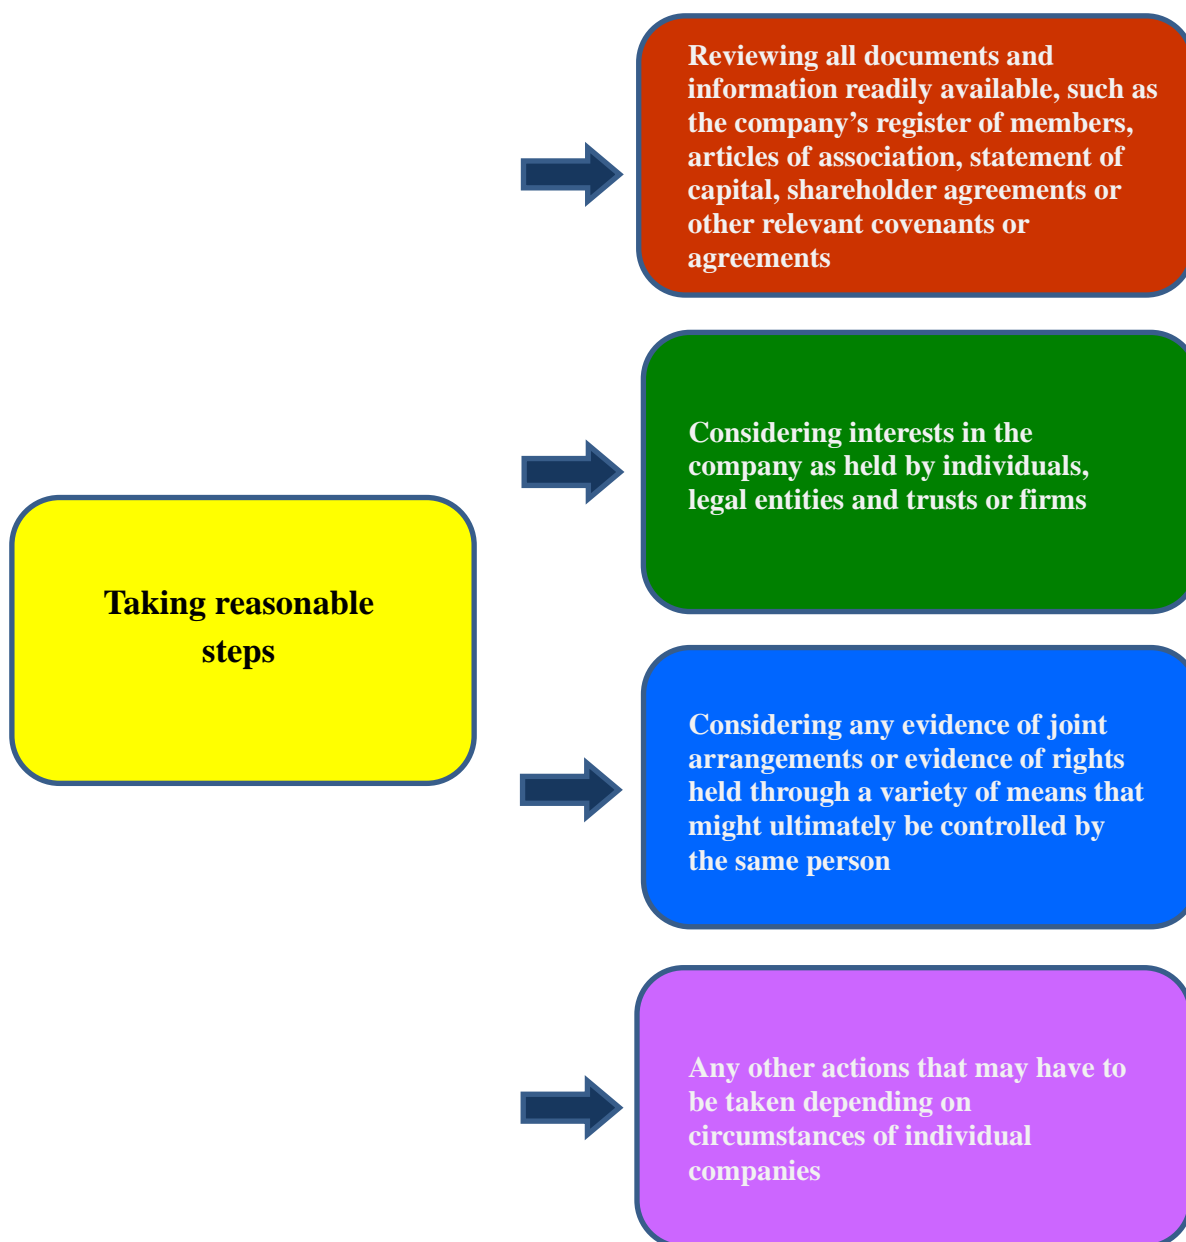 Taking reasonable
steps
Reviewing all documents and
information readily available, such as
the company’s register of members,
articles of association, statement of
capital, shareholder agreements or
other relevant covenants or
agreements
Considering interests in the
company as held by individuals,
legal entities and trusts or firms
Considering any evidence of joint
arrangements or evidence of rights
held through a variety of means that
might ultimately be controlled by
the same person
Any other actions that may have to
be taken depending on
circumstances of individual
companies